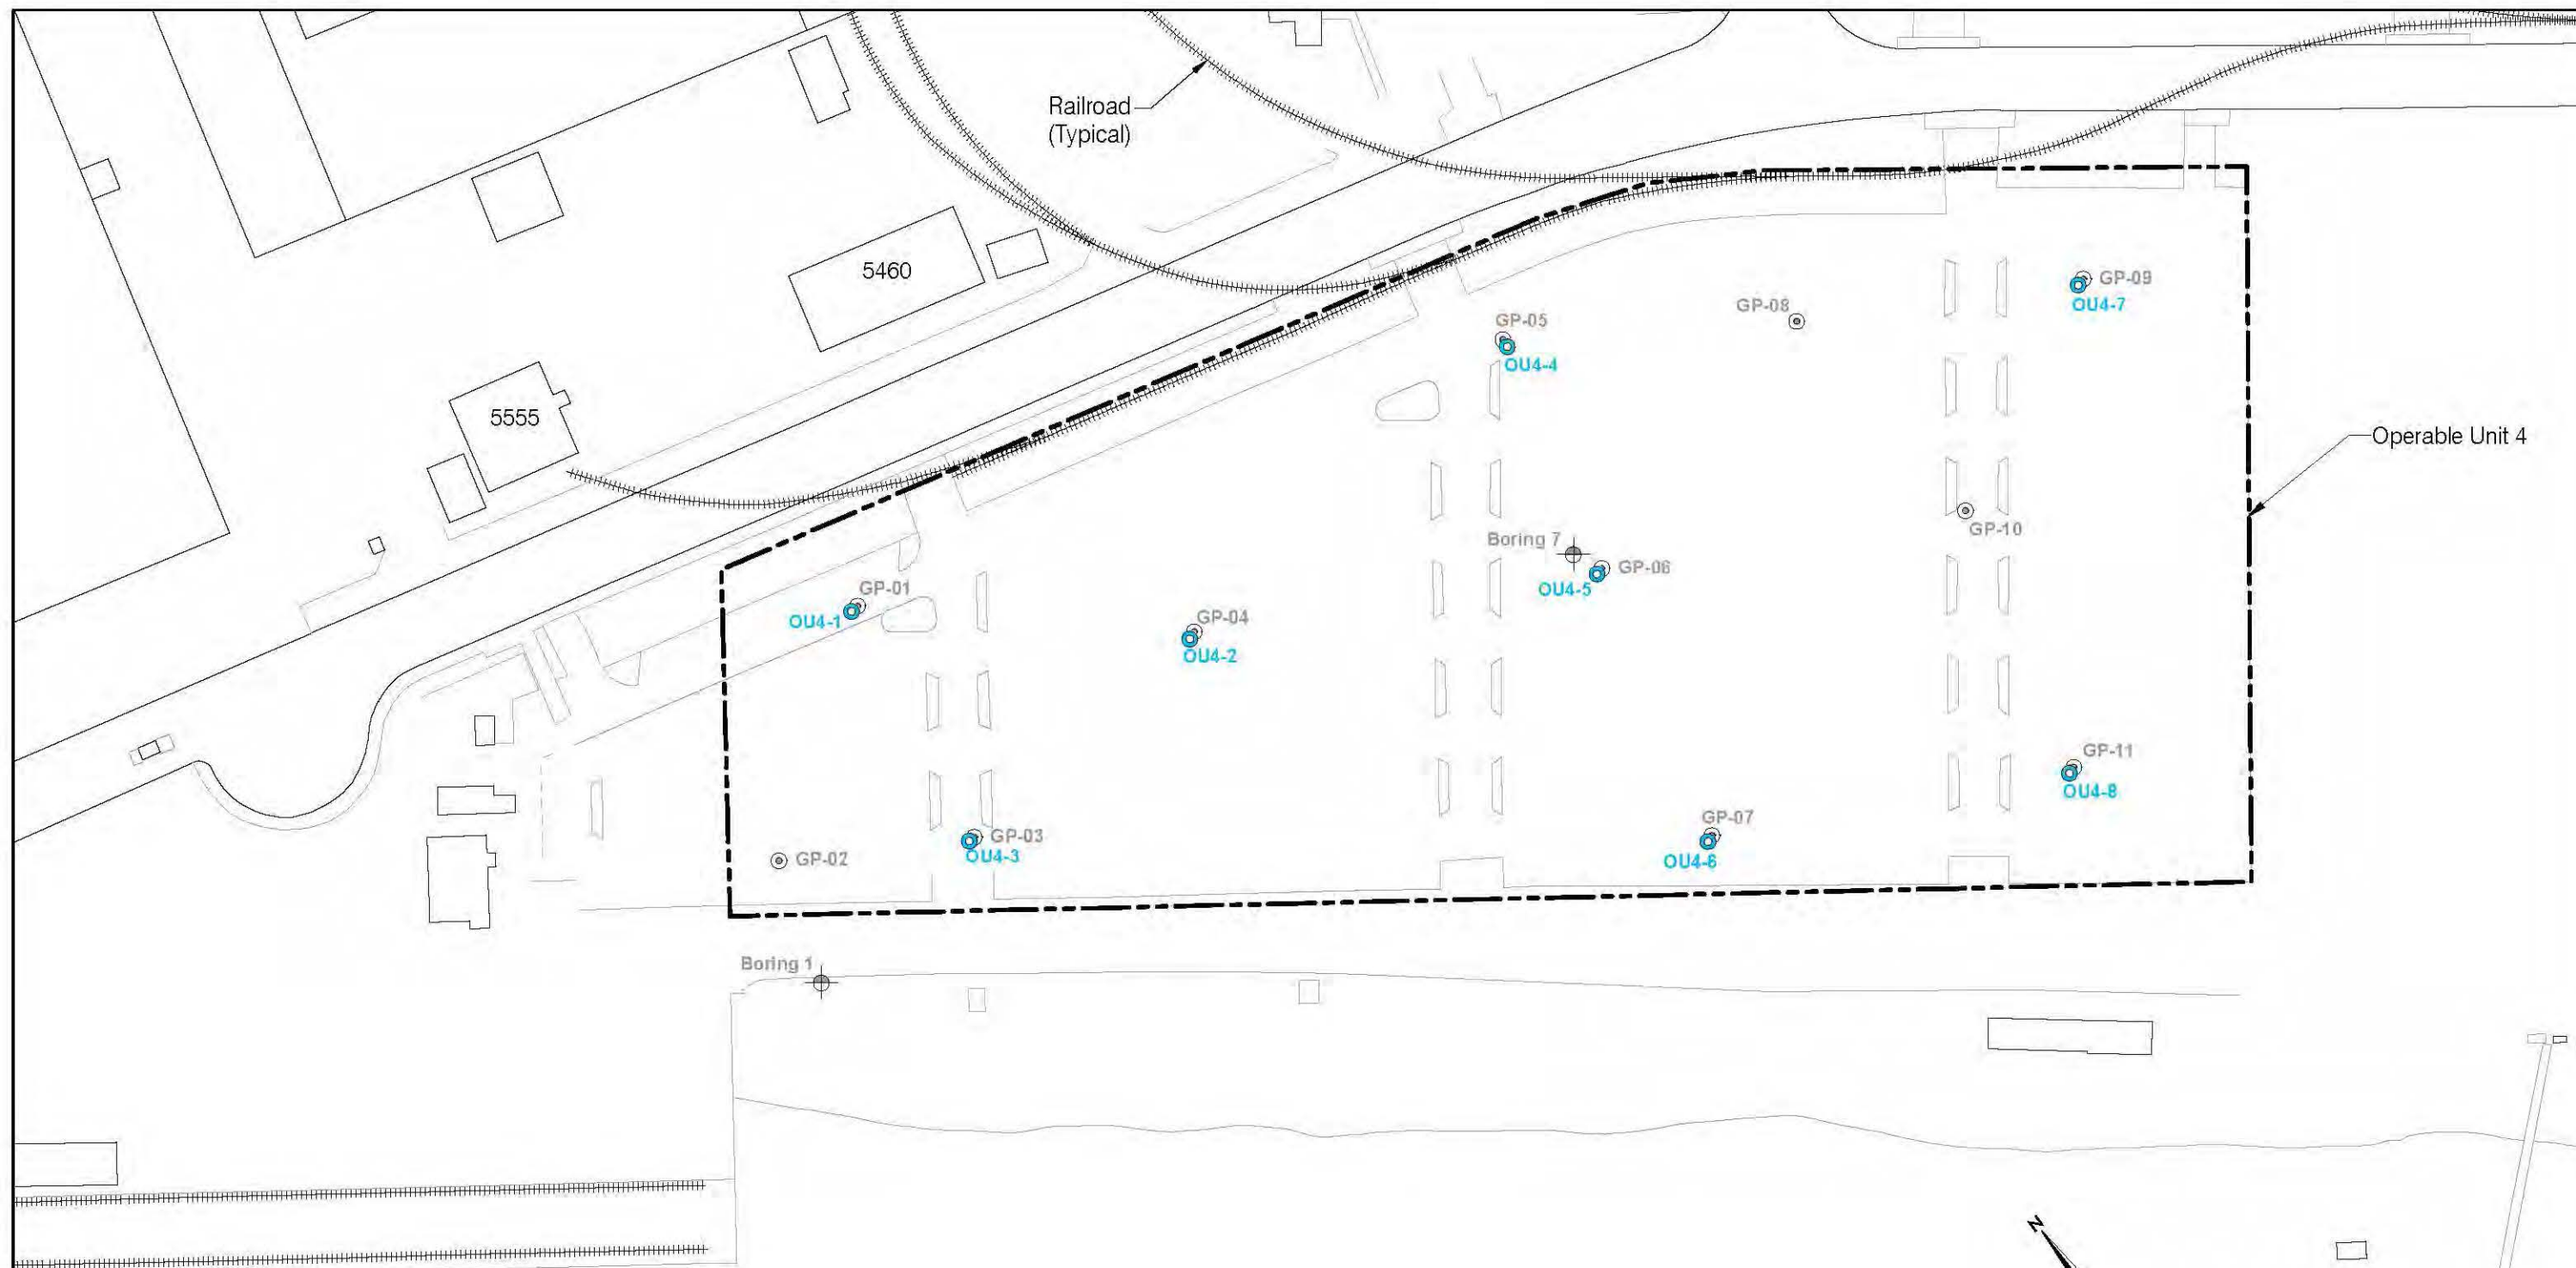 Railroad
(Typical)
5460
5555
GP-09
OU4-7
GP-08
GP-05
OU4-4
Operable Unit 4
GP-10
Boring 7
GP-06
OU4-5
GP-01
OU4-1
GP-04
OU4-2
GP-11
OU4-8
GP-07
OU4-6
GP-03
OU4-3
GP-02
Boring 1
N